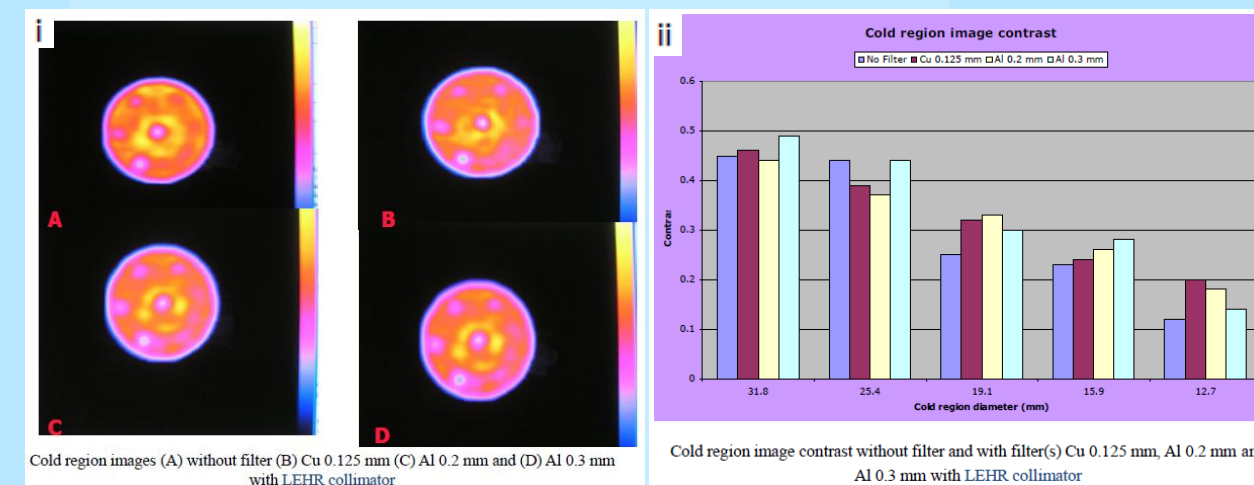 i
A
B
C
D
Cold region images (A) without filter (B) Cu 0.125 mm (C) Al 0.2 mm and (D) Al 0.3 mm
with LEHR collimator
ii
Cold region image contrast
No Filter Cu 0.125 mm Al 0.2 mm Al 0.3 mm
0.6
0.5
0.4
0.3
0.2
0.1
0
Contras
31.8 25.4 19.1 15.9 12.7
Cold region diameter (mm)
Cold region image contrast without filter and with filter(s) Cu 0.125 mm, Al 0.2 mm an
Al 0.3 mm with LEHR collimator